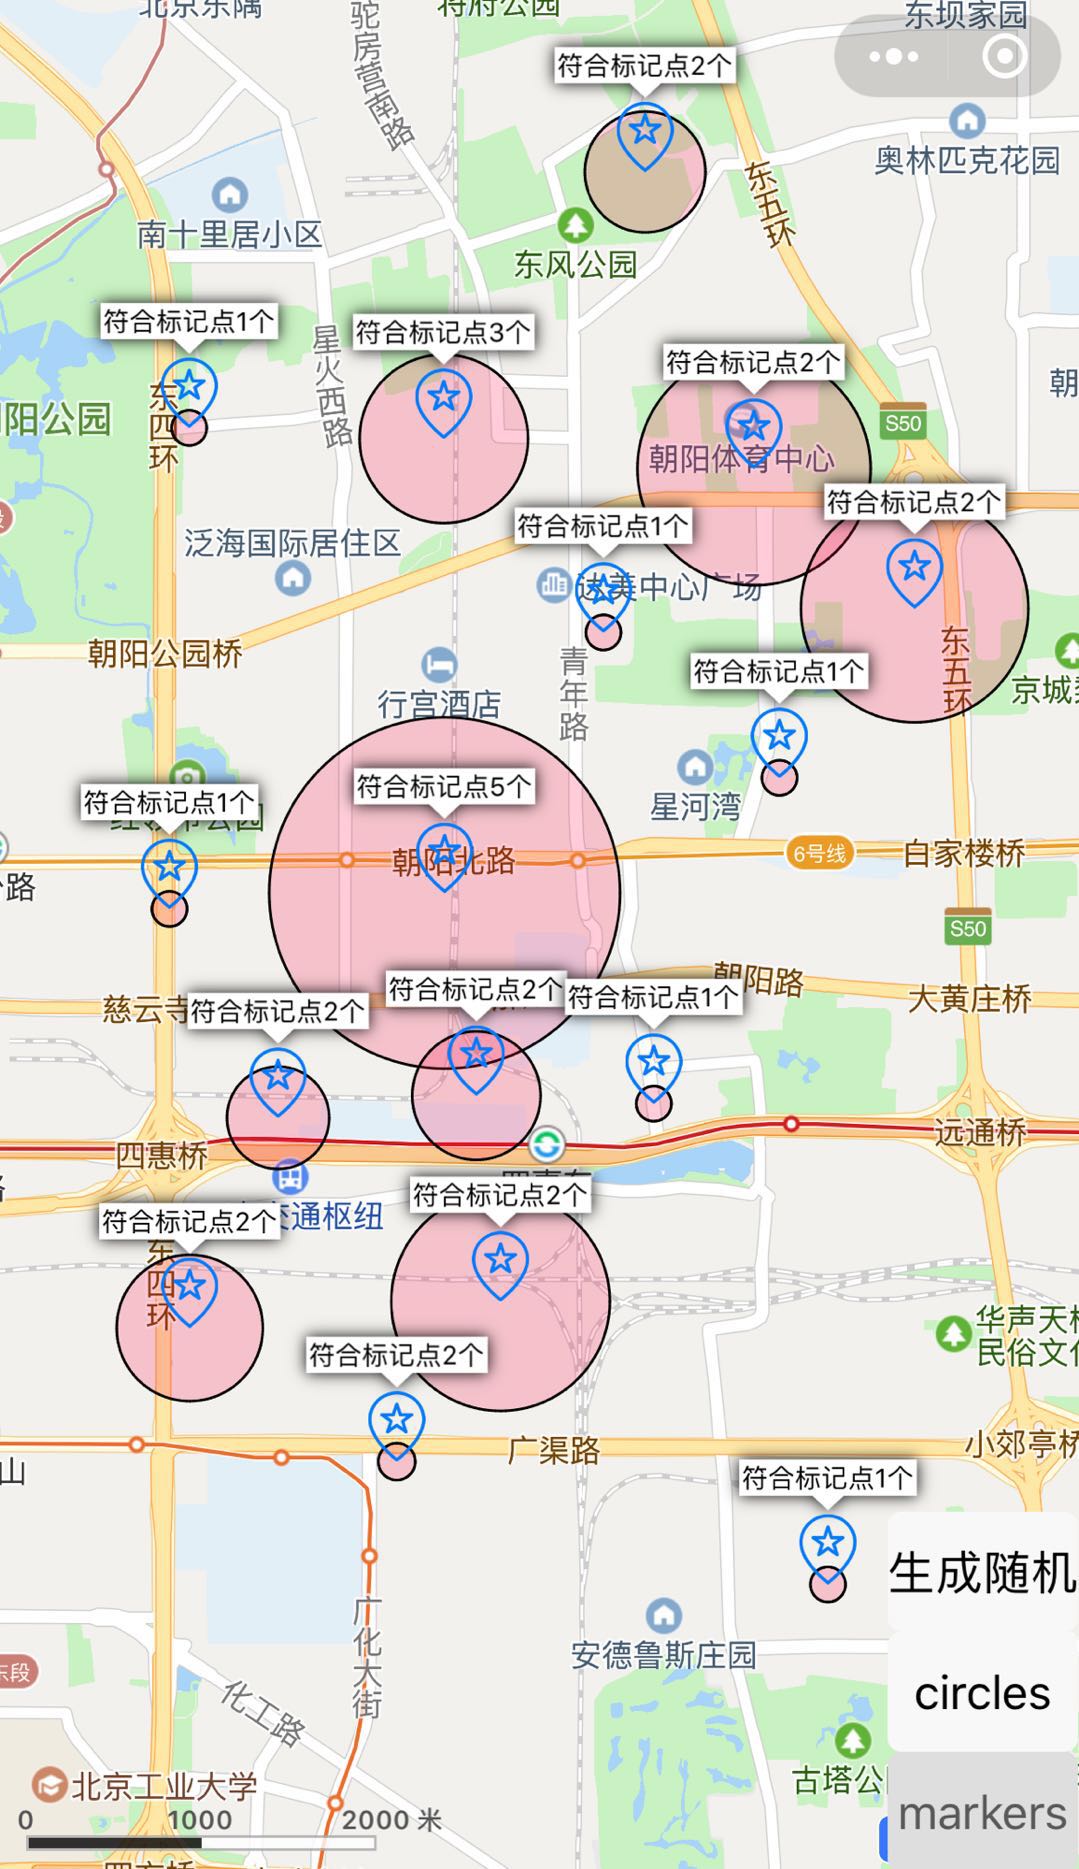 北京东隅
将府公园
东坝家园
驼房营南路
符合标记点2个
奥林匹克花园
东五环
南十里居小区
东风公园
符合标记点1个
符合标记点3个
星火西路
符合标记点2个
朝
东四环
阳公园
S50
朝阳体育中心
符合标记点2个
符合标记点1个
泛海国际居住区
达美中心广场
朝阳公园桥
青年路
东五环
符合标记点1个
京城
行宫酒店
符合标记点5个
符合标记点1个
星河湾
朝阳北路
6号线
白家楼桥
路
S50
朝阳路
符合标记点2个
符合标记点1个
慈云寺
符合标记点2个
大黄庄桥
四惠桥
远通桥
符合标记点2个
符合标记点2个
交通枢纽
东四环
华声天桥
民俗文化
符合标记点2个
广渠路
小郊亭桥
山
符合标记点1个
生成随机
广化大街
安德鲁斯庄园
东段
化工路
circles
古塔公
北京工业大学
markers
0 1000 2000 米